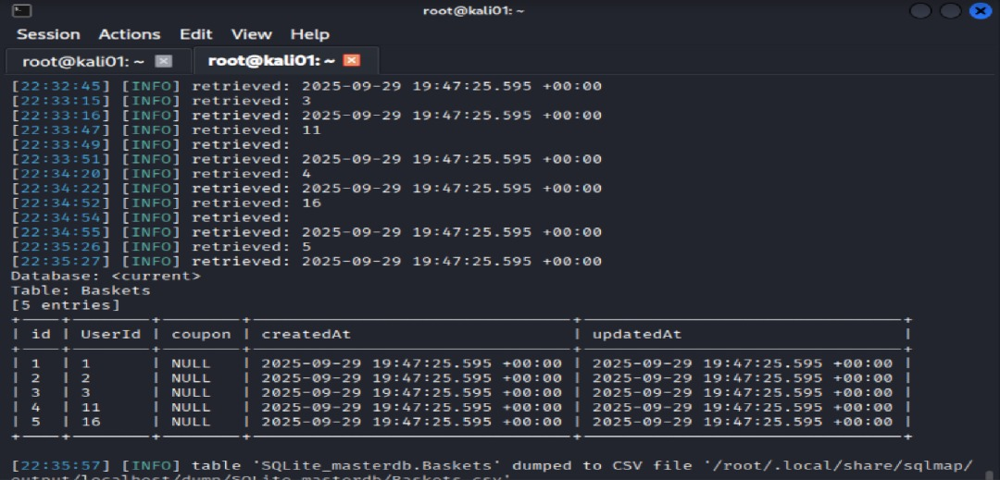 root@kali01: ~
Session Actions Edit View Help
root@kali01: ~ root@kali01: ~
[22:32:45] [INFO] retrieved: 2025-09-29 19:47:25.595 +00:00
[22:33:15] [INFO] retrieved: 3
[22:33:16] [INFO] retrieved: 2025-09-29 19:47:25.595 +00:00
[22:33:47] [INFO] retrieved: 11
[22:33:49] [INFO] retrieved:
[22:33:51] [INFO] retrieved: 2025-09-29 19:47:25.595 +00:00
[22:34:20] [INFO] retrieved: 4
[22:34:22] [INFO] retrieved: 2025-09-29 19:47:25.595 +00:00
[22:34:52] [INFO] retrieved: 16
[22:34:54] [INFO] retrieved:
[22:34:55] [INFO] retrieved: 2025-09-29 19:47:25.595 +00:00
[22:35:26] [INFO] retrieved: 5
[22:35:27] [INFO] retrieved: 2025-09-29 19:47:25.595 +00:00
Database: <current>
Table: Baskets
[5 entries]
| id | UserId | coupon | createdAt | updatedAt |
| 1 | 1 | NULL | 2025-09-29 19:47:25.595 +00:00 | 2025-09-29 19:47:25.595 +00:00 |
| 2 | 2 | NULL | 2025-09-29 19:47:25.595 +00:00 | 2025-09-29 19:47:25.595 +00:00 |
| 3 | 3 | NULL | 2025-09-29 19:47:25.595 +00:00 | 2025-09-29 19:47:25.595 +00:00 |
| 4 | 11 | NULL | 2025-09-29 19:47:25.595 +00:00 | 2025-09-29 19:47:25.595 +00:00 |
| 5 | 16 | NULL | 2025-09-29 19:47:25.595 +00:00 | 2025-09-29 19:47:25.595 +00:00 |
[22:35:57] [INFO] table 'SQLite_masterdb.Baskets' dumped to CSV file '/root/.local/share/sqlmap/
output/localhost/dump/SQLite_masterdb/Baskets.csv'